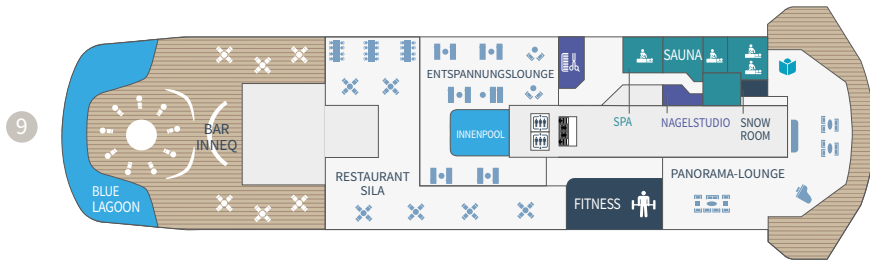 9
BLUE
LAGOON
BAR
INNEQ
RESTAURANT
SILA
ENTSPANNUNGSLOUNGE
INNENPOOL
SAUNA
SPA
NAGELSTUDIO
SNOW
ROOM
FITNESS
PANORAMA-LOUNGE